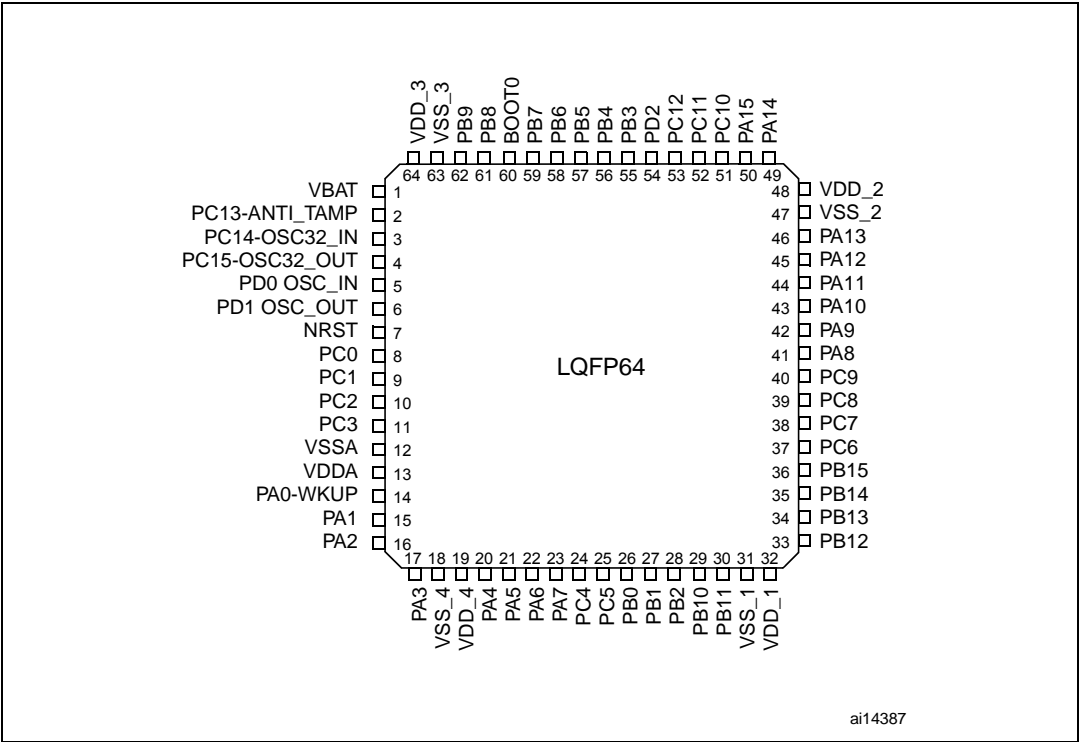 VDD_3
VSS_3
PB9
PB8
BOOT0
PB7
PB6
PB5
PB4
PB3
PD2
PC12
PC11
PC10
PA15
PA14
64 63 62 61 60 59 58 57 56 55 54 53 52 51 50 49
VBAT 1
PC13-ANTI_TAMP 2
PC14-OSC32_IN 3
PC15-OSC32_OUT 4
PD0 OSC_IN 5
PD1 OSC_OUT 6
NRST 7
PC0 8
PC1 9
PC2 10
PC3 11
VSSA 12
VDDA 13
PA0-WKUP 14
PA1 15
PA2 16
LQFP64
48 VDD_2
47 VSS_2
46 PA13
45 PA12
44 PA11
43 PA10
42 PA9
41 PA8
40 PC9
39 PC8
38 PC7
37 PC6
36 PB15
35 PB14
34 PB13
33 PB12
17 18 19 20 21 22 23 24 25 26 27 28 29 30 31 32
PA3
VSS_4
VDD_4
PA4
PA5
PA6
PA7
PC4
PC5
PB0
PB1
PB2
PB10
PB11
VSS_1
VDD_1
ai14387